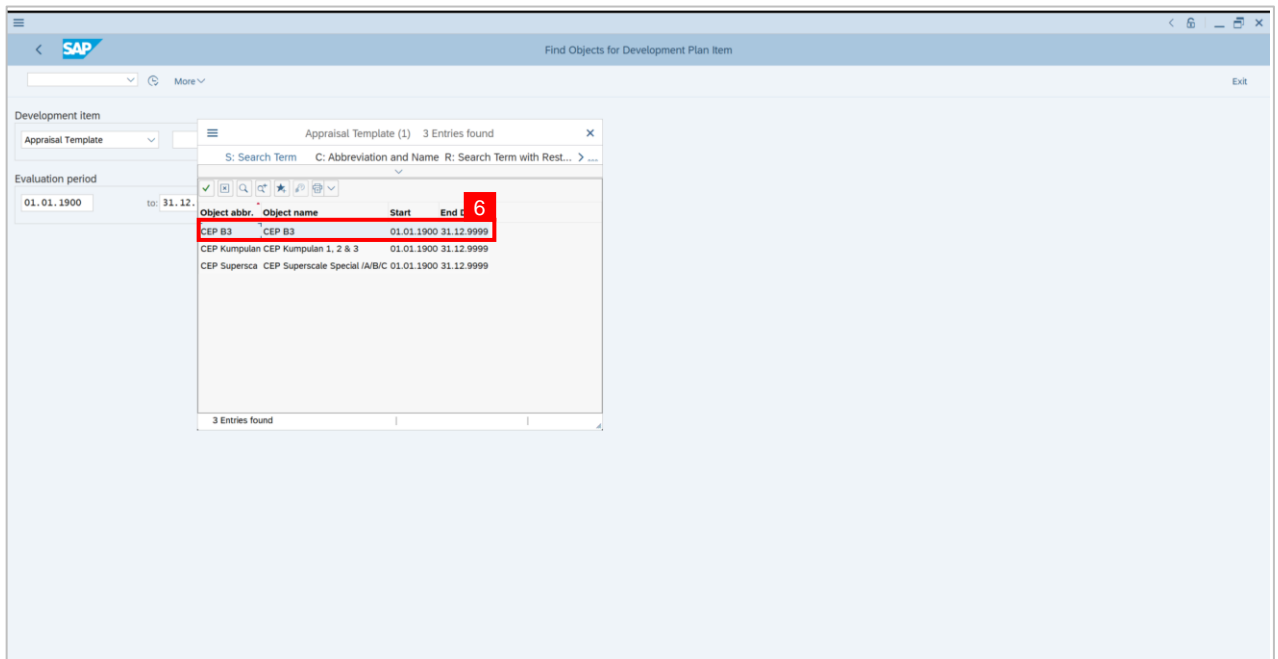 SAP
Find Objects for Development Plan Item
More
Exit
Development item
Appraisal Template
Appraisal Template (1) 3 Entries found
S: Search Term C: Abbreviation and Name R: Search Term with Rest... > ....
Evaluation period
01.01.1900 to: 31.12.
6
Object abbr. Object name Start End D
CEP B3 CEP B3 01.01.1900 31.12.9999
CEP Kumpulan CEP Kumpulan 1, 2 & 3 01.01.1900 31.12.9999
CEP Supersca CEP Superscale Special /A/B/C 01.01.1900 31.12.9999
3 Entries found